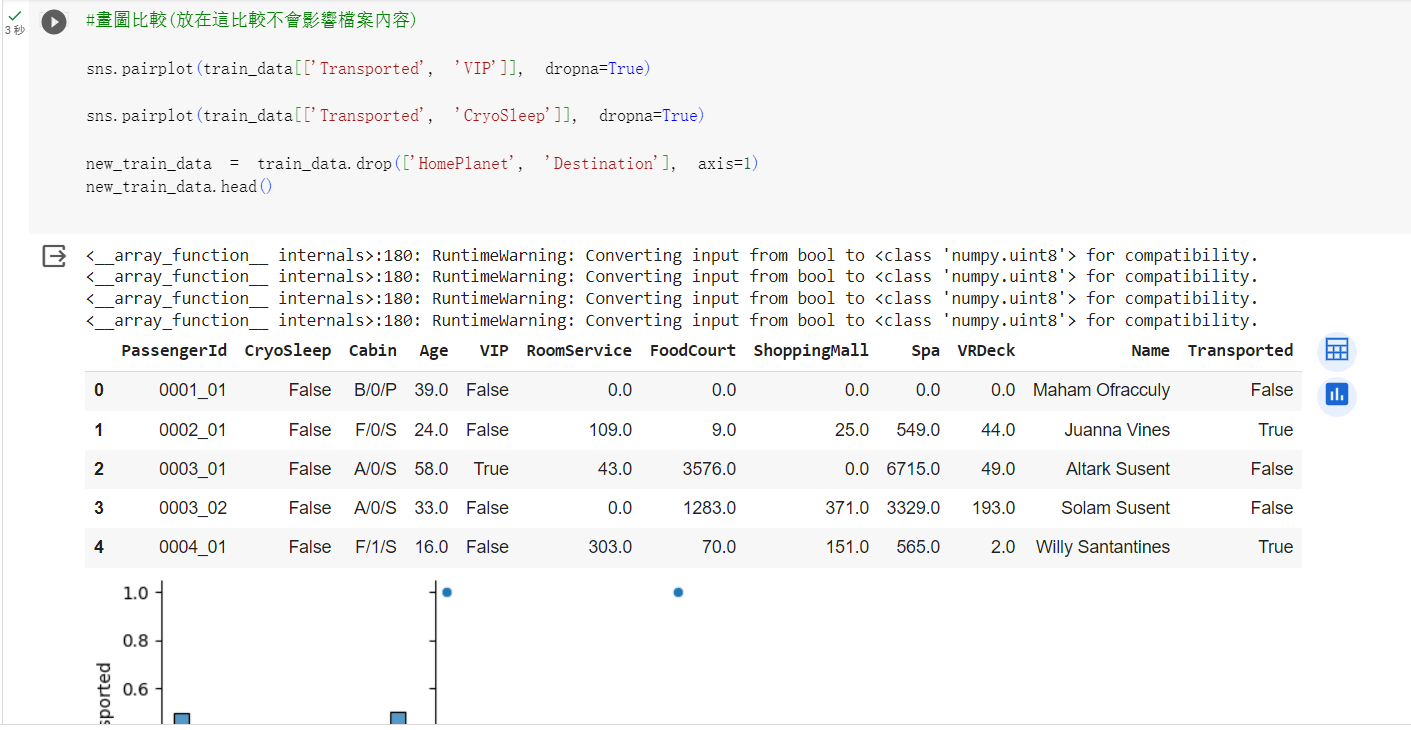 #畫圖比較(放在這比較不會影響檔案內容)
3 秒
sns.pairplot(train_data[['Transported', 'VIP']], dropna=True)
sns.pairplot(train_data[['Transported', 'CryoSleep']], dropna=True)
new_train_data = train_data.drop(['HomePlanet', 'Destination'], axis=1)
new_train_data.head()
<__array_function__ internals>:180: RuntimeWarning: Converting input from bool to <class 'numpy.uint8'> for compatibility.
<__array_function__ internals>:180: RuntimeWarning: Converting input from bool to <class 'numpy.uint8'> for compatibility.
<__array_function__ internals>:180: RuntimeWarning: Converting input from bool to <class 'numpy.uint8'> for compatibility.
<__array_function__ internals>:180: RuntimeWarning: Converting input from bool to <class 'numpy.uint8'> for compatibility.
PassengerId CryoSleep Cabin Age VIP RoomService FoodCourt ShoppingMall Spa VRDeck Name Transported
0 0001_01 False B/0/P 39.0 False 0.0 0.0 0.0 0.0 0.0 Maham Ofracculy False
1 0002_01 False F/0/S 24.0 False 109.0 9.0 25.0 549.0 44.0 Juanna Vines True
2 0003_01 False A/0/S 58.0 True 43.0 3576.0 0.0 6715.0 49.0 Altark Susent False
3 0003_02 False A/0/S 33.0 False 0.0 1283.0 371.0 3329.0 193.0 Solam Susent False
4 0004_01 False F/1/S 16.0 False 303.0 70.0 151.0 565.0 2.0 Willy Santantines True
1.0
0.8
0.6
sported